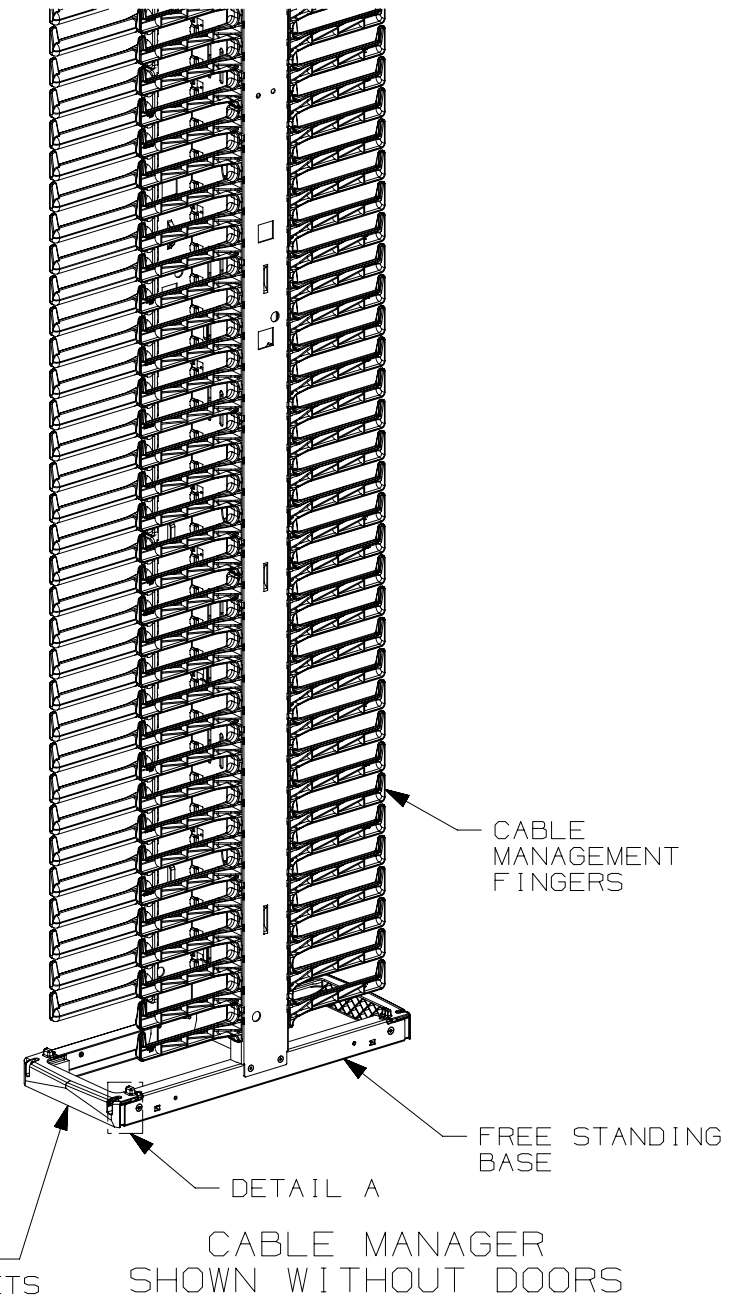 CABLE
MANAGEMENT
FINGERS
FREE STANDING
BASE
DETAIL A
CABLE MANAGER
SHOWN WITHOUT DOORS